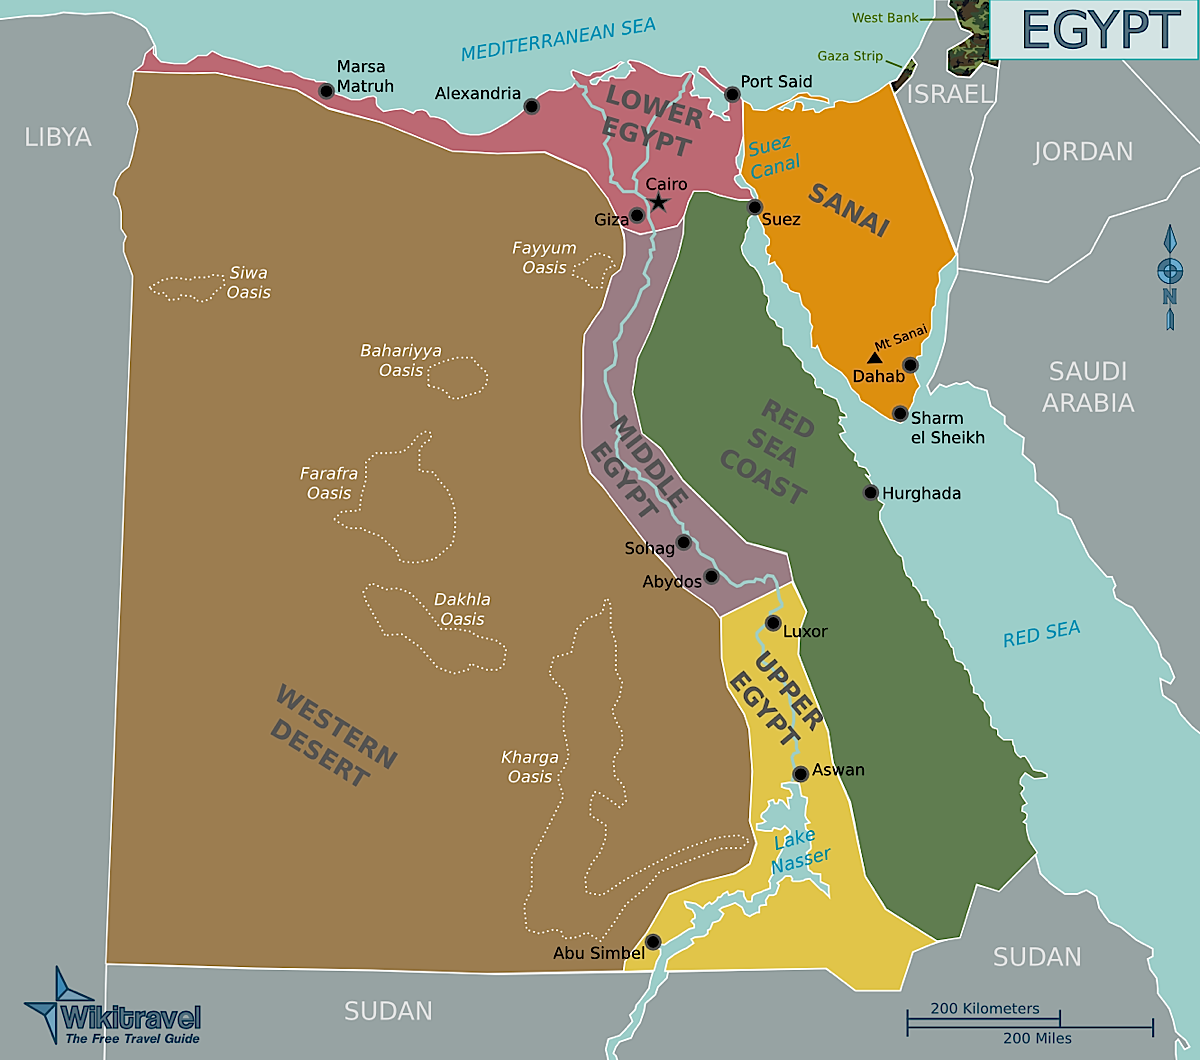 EGYPT
West Bank
MEDITERRANEAN SEA
Gaza Strip
Marsa
Matruh
Port Said
Alexandria
ISRAEL
LOWER
EGYPT
LIBYA
JORDAN
Suez
Canal
Cairo
SANAI
Giza
Suez
Fayyum
Oasis
Siwa
Oasis
N
Mt Sanai
Bahariyya
Oasis
Dahab
SAUDI
ARABIA
Sharm
el Sheikh
RED
SEA
COAST
MIDDLE
EGYPT
Farafra
Oasis
Hurghada
Sohag
Abydos
Dakhla
Oasis
Luxor
RED SEA
UPPER
EGYPT
WESTERN
DESERT
Kharga
Oasis
Aswan
Lake
Nasser
Abu Simbel
SUDAN
SUDAN
Wikitravel
The Free Travel Guide
200 Kilometers
200 Miles